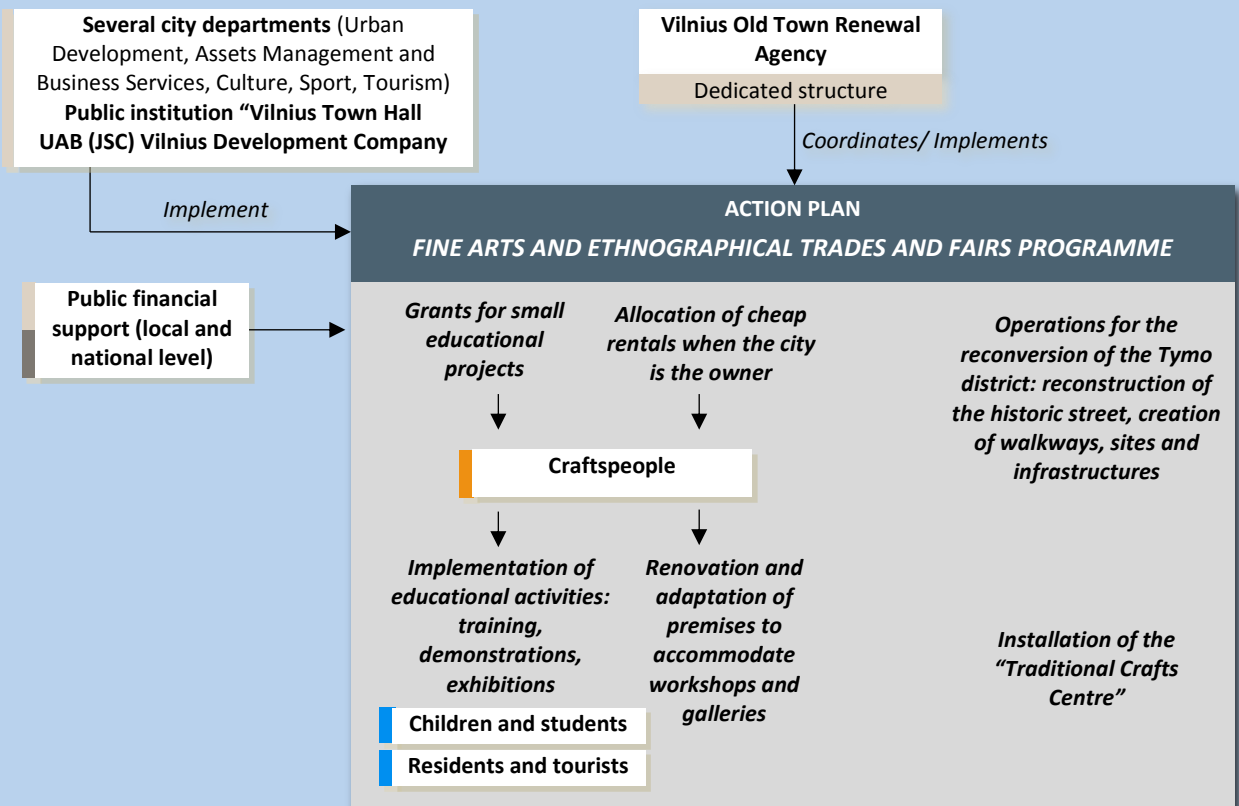 Several city departments (Urban
Development, Assets Management and
Business Services, Culture, Sport, Tourism)
Public institution “Vilnius Town Hall
UAB (JSC) Vilnius Development Company
Vilnius Old Town Renewal
Agency
Dedicated structure
Coordinates/ Implements
Implement
ACTION PLAN
FINE ARTS AND ETHNOGRAPHICAL TRADES AND FAIRS PROGRAMME
Public financial
support (local and
national level)
Grants for small
educational
projects
Allocation of cheap
rentals when the city
is the owner
Operations for the
reconversion of the Tymo
district: reconstruction of
the historic street, creation
of walkways, sites and
infrastructures
Craftspeople
Implementation of
educational activities:
training,
demonstrations,
exhibitions
Renovation and
adaptation of
premises to
accommodate
workshops and
galleries
Installation of the
“Traditional Crafts
Centre”
Children and students
Residents and tourists